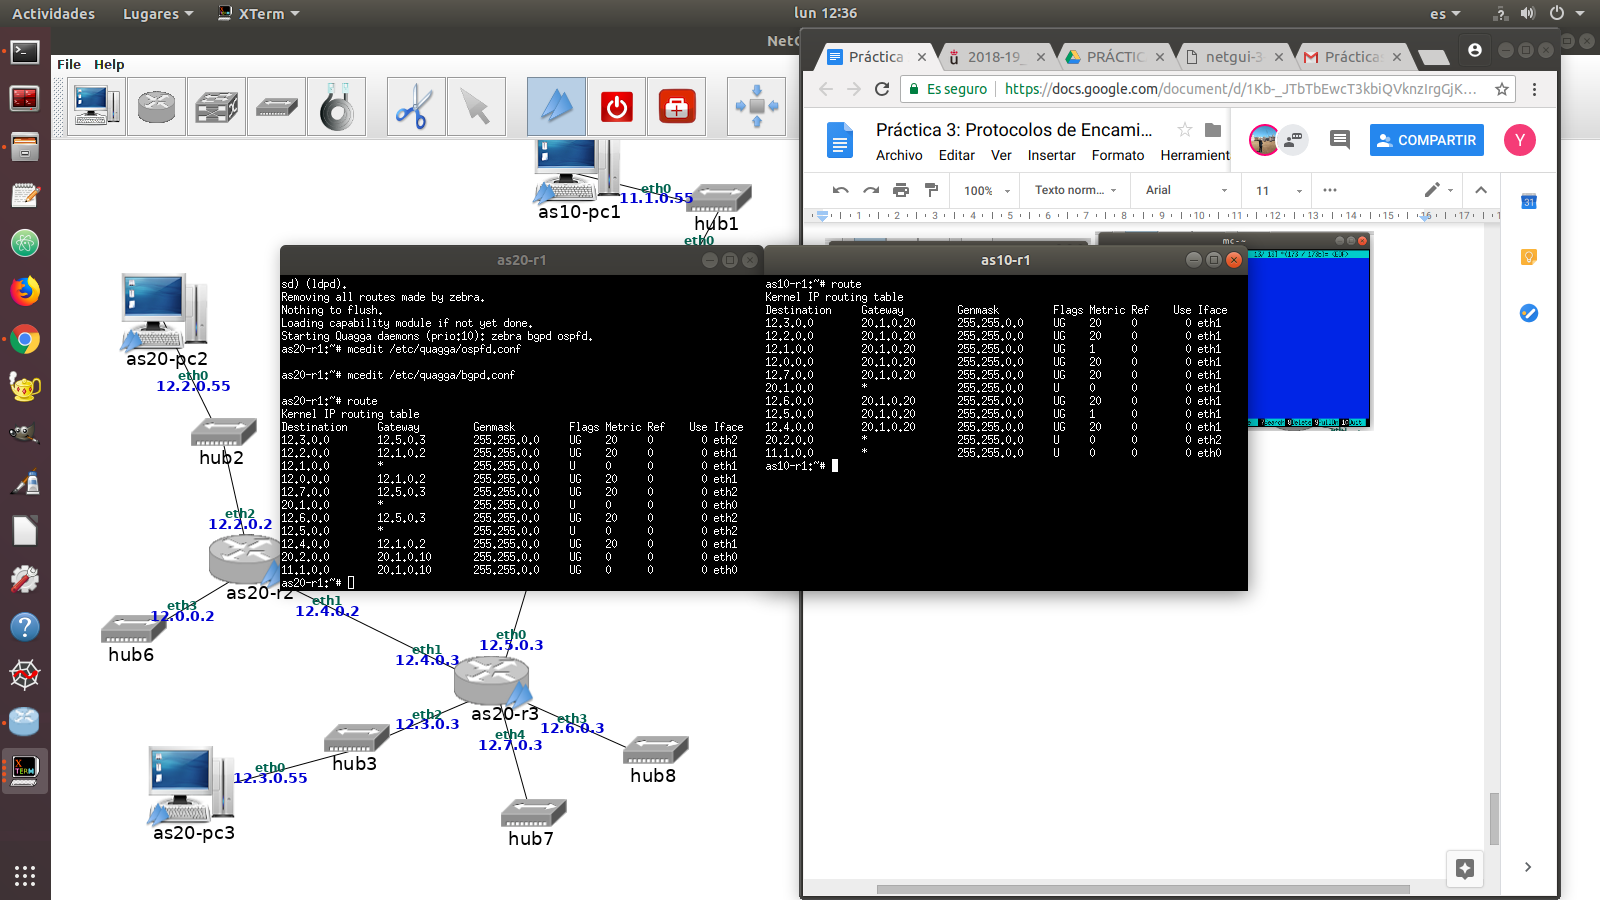 Actividades
Lugares
XTerm
lun 12:36
es
NetG
File Help
as10-pc1
eth0
11.1.0.55
hub1
eth0
as20-pc2
eth0
12.2.0.55
hub2
eth2
12.2.0.2
as20-r2
eth3
12.0.0.2
hub6
eth1
12.4.0.2
eth1
12.4.0.3
eth0
12.5.0.3
as20-r3
eth2
12.3.0.3
eth3
12.6.0.3
eth4
12.7.0.3
hub3
hub8
hub7
eth0
12.3.0.55
as20-pc3
as20-r1
sd) (ldpd).
Removing all routes made by zebra.
Nothing to flush.
Loading capability module if not yet done.
Starting Quagga daemons (prio:10): zebra bgpd ospfd.
as20-r1:~# mcedit /etc/quagga/ospfd.conf
as20-r1:~# mcedit /etc/quagga/bgpd.conf
as20-r1:~# route
Kernel IP routing table
Destination Gateway Genmask Flags Metric Ref Use Iface
12.3.0.0 12.5.0.3 255.255.0.0 UG 20 0 0 eth2
12.2.0.0 12.1.0.2 255.255.0.0 UG 20 0 0 eth1
12.1.0.0 * 255.255.0.0 U 0 0 0 eth1
12.0.0.0 12.1.0.2 255.255.0.0 UG 20 0 0 eth1
12.7.0.0 12.5.0.3 255.255.0.0 UG 20 0 0 eth2
20.1.0.0 * 255.255.0.0 U 0 0 0 eth0
12.6.0.0 12.5.0.3 255.255.0.0 UG 20 0 0 eth2
12.5.0.0 * 255.255.0.0 U 0 0 0 eth2
12.4.0.0 12.1.0.2 255.255.0.0 UG 20 0 0 eth1
20.2.0.0 20.1.0.10 255.255.0.0 UG 0 0 0 eth0
11.1.0.0 20.1.0.10 255.255.0.0 UG 0 0 0 eth0
as20-r1:~#
as10-r1
as10-r1:~# route
Kernel IP routing table
Destination Gateway Genmask Flags Metric Ref Use Iface
12.3.0.0 20.1.0.20 255.255.0.0 UG 20 0 0 eth1
12.2.0.0 20.1.0.20 255.255.0.0 UG 20 0 0 eth1
12.1.0.0 20.1.0.20 255.255.0.0 UG 1 0 0 eth1
12.0.0.0 20.1.0.20 255.255.0.0 UG 20 0 0 eth1
12.7.0.0 20.1.0.20 255.255.0.0 UG 20 0 0 eth1
20.1.0.0 * 255.255.0.0 U 0 0 0 eth1
12.6.0.0 20.1.0.20 255.255.0.0 UG 20 0 0 eth1
12.5.0.0 20.1.0.20 255.255.0.0 UG 1 0 0 eth1
12.4.0.0 20.1.0.20 255.255.0.0 UG 20 0 0 eth1
20.2.0.0 * 255.255.0.0 U 0 0 0 eth2
11.1.0.0 * 255.255.0.0 U 0 0 0 eth0
as10-r1:~#
Práctica
2018-19_
PRÁCTIC
netgui-3
Práctica
Es seguro
https://docs.google.com/document/d/1Kb-_JTbTbEwcT3kbiQVknzIrgGjK...
Práctica 3: Protocolos de Encami...
Archivo Editar Ver Insertar Formato Herramient
COMPARTIR
Y
100%
Texto norm...
Arial
11
1 2 3 4 5 6 7 8 9 10 11 12 13 14 15 16 17
31
mc - ~